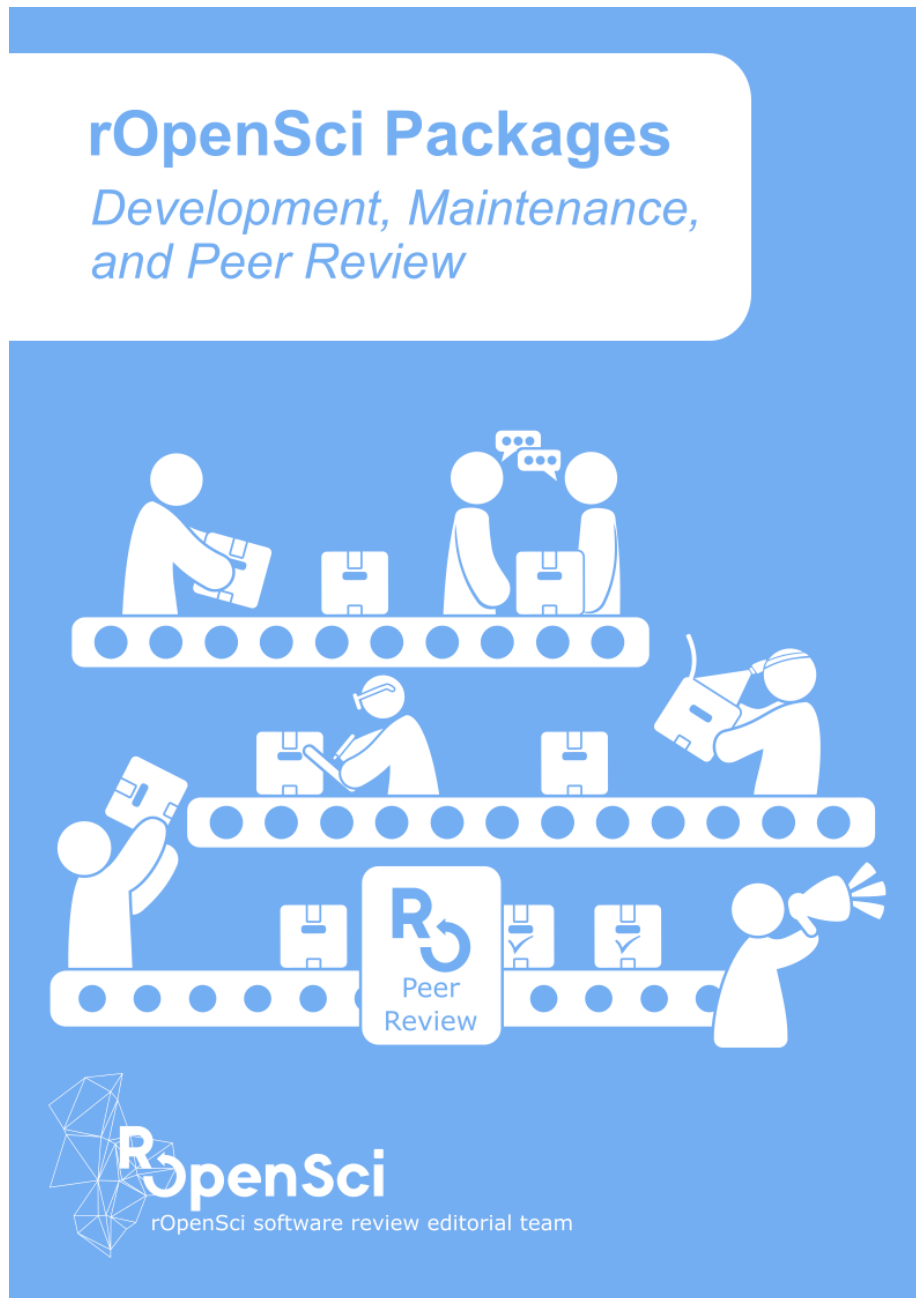 rOpenSci Packages
Development, Maintenance,
and Peer Review
R
Peer
Review
ROpenSci
rOpenSci software review editorial team